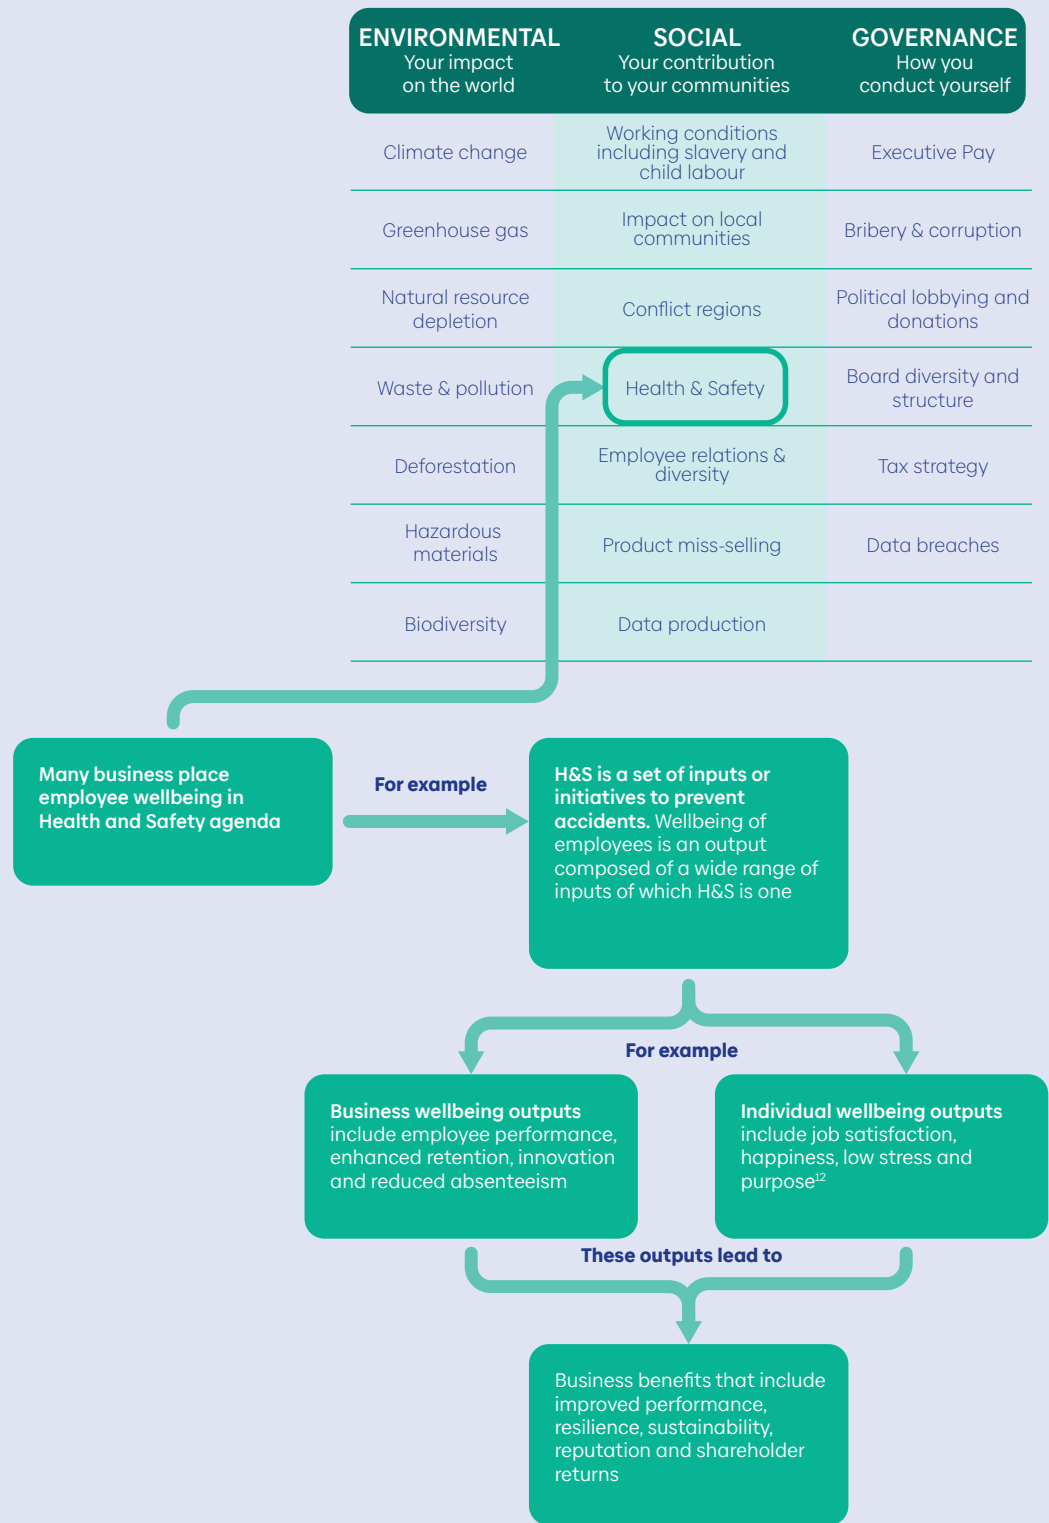 ENVIRONMENTAL
Your impact
on the world
SOCIAL
Your contribution
to your communities
GOVERNANCE
How you
conduct yourself
Climate change
Working conditions
including slavery and
child labour
Executive Pay
Greenhouse gas
Impact on local
communities
Bribery & corruption
Natural resource
depletion
Conflict regions
Political lobbying and
donations
Waste & pollution
Health & Safety
Board diversity and
structure
Deforestation
Employee relations &
diversity
Tax strategy
Hazardous
materials
Product miss-selling
Data breaches
Biodiversity
Data production
Many business place
employee wellbeing in
Health and Safety agenda
For example
H&S is a set of inputs or
initiatives to prevent
accidents. Wellbeing of
employees is an output
composed of a wide range of
inputs of which H&S is one
For example
Business wellbeing outputs
include employee performance,
enhanced retention, innovation
and reduced absenteeism
Individual wellbeing outputs
include job satisfaction,
happiness, low stress and
purpose¹²
These outputs lead to
Business benefits that include
improved performance,
resilience, sustainability,
reputation and shareholder
returns